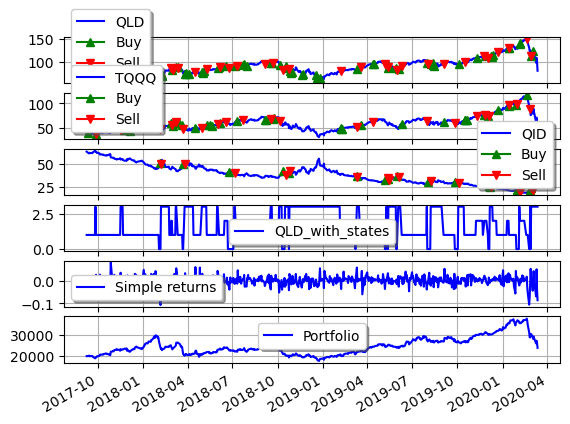 QLD
Buy
Sell
150
100
TQQQ
Buy
Sell
100
50
QID
Buy
Sell
50
25
2.5
0.0
QLD_with_states
0.0
−0.1
Simple returns
30000
20000
Portfolio
2017-10
2018-01
2018-04
2018-07
2018-10
2019-01
2019-04
2019-07
2019-10
2020-01
2020-04